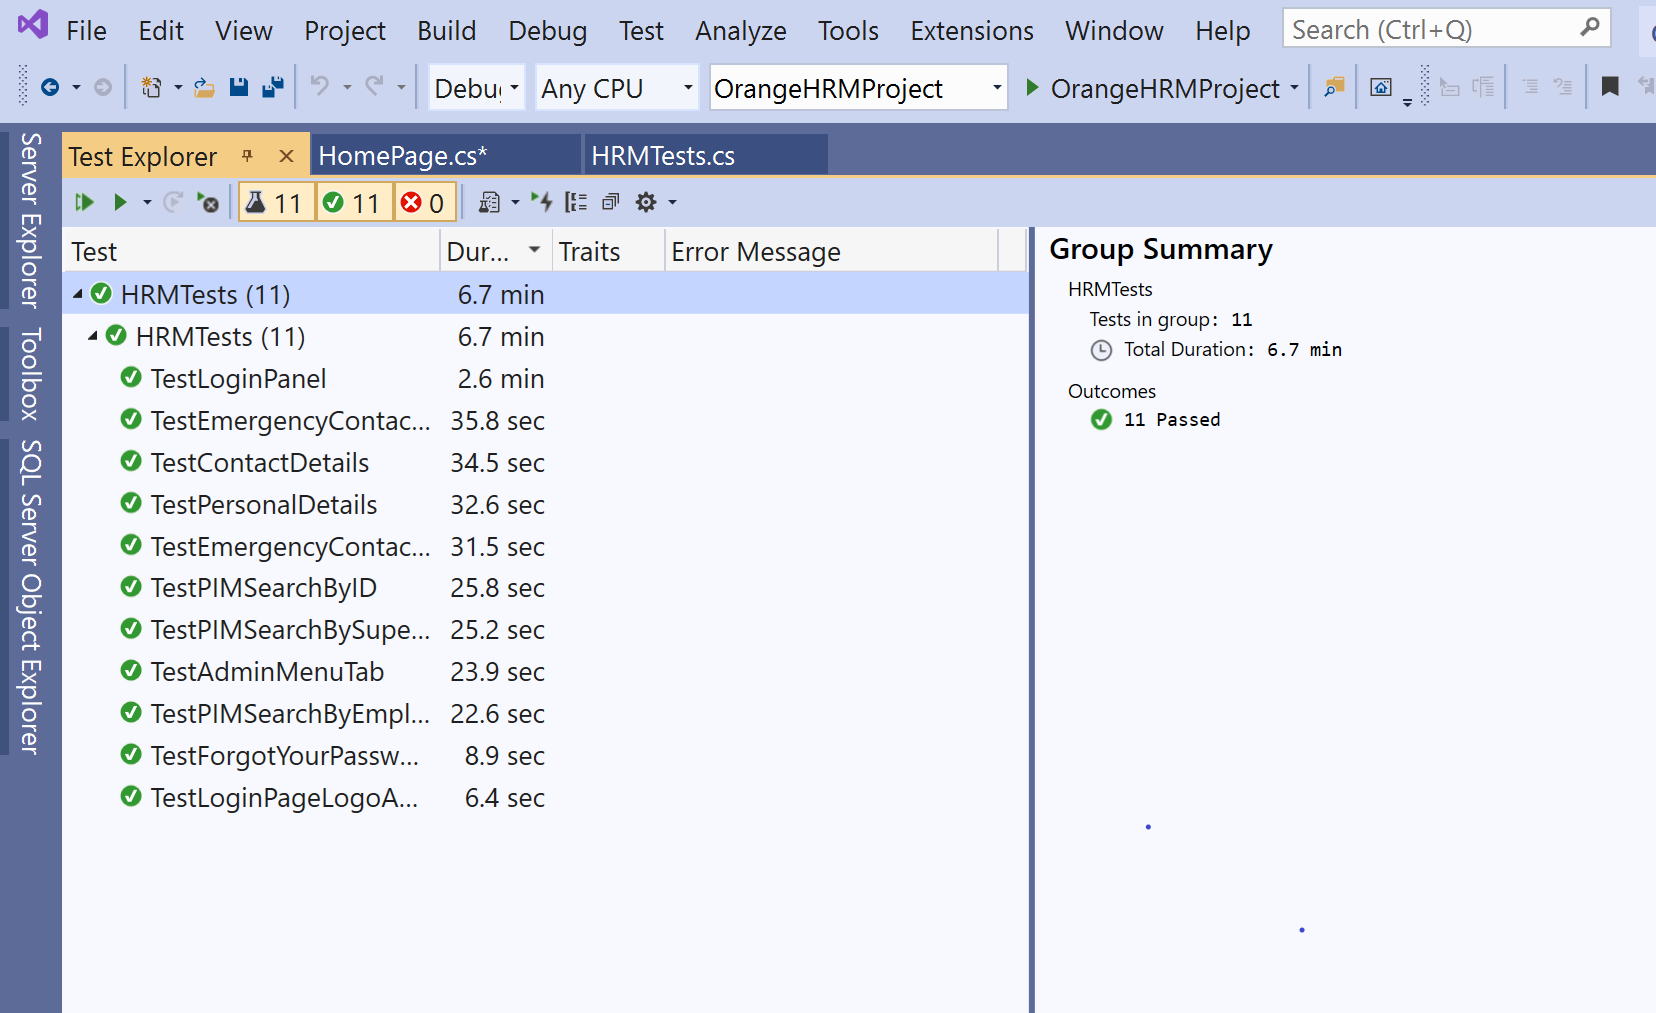 File Edit View Project Build Debug Test Analyze Tools Extensions Window Help Search (Ctrl+Q)
Debu Any CPU OrangeHRMProject OrangeHRMProject
Server Explorer
Toolbox
SQL Server Object Explorer
Test Explorer HomePage.cs* HRMTests.cs
11 11 0
Test Dur... Traits Error Message
HRMTests (11) 6.7 min
HRMTests (11) 6.7 min
TestLoginPanel 2.6 min
TestEmergencyContac... 35.8 sec
TestContactDetails 34.5 sec
TestPersonalDetails 32.6 sec
TestEmergencyContac... 31.5 sec
TestPIMSearchByID 25.8 sec
TestPIMSearchBySupe... 25.2 sec
TestAdminMenuTab 23.9 sec
TestPIMSearchByEmpl... 22.6 sec
TestForgotYourPassw... 8.9 sec
TestLoginPageLogoA... 6.4 sec
Group Summary
HRMTests
Tests in group: 11
Total Duration: 6.7 min
Outcomes
11 Passed